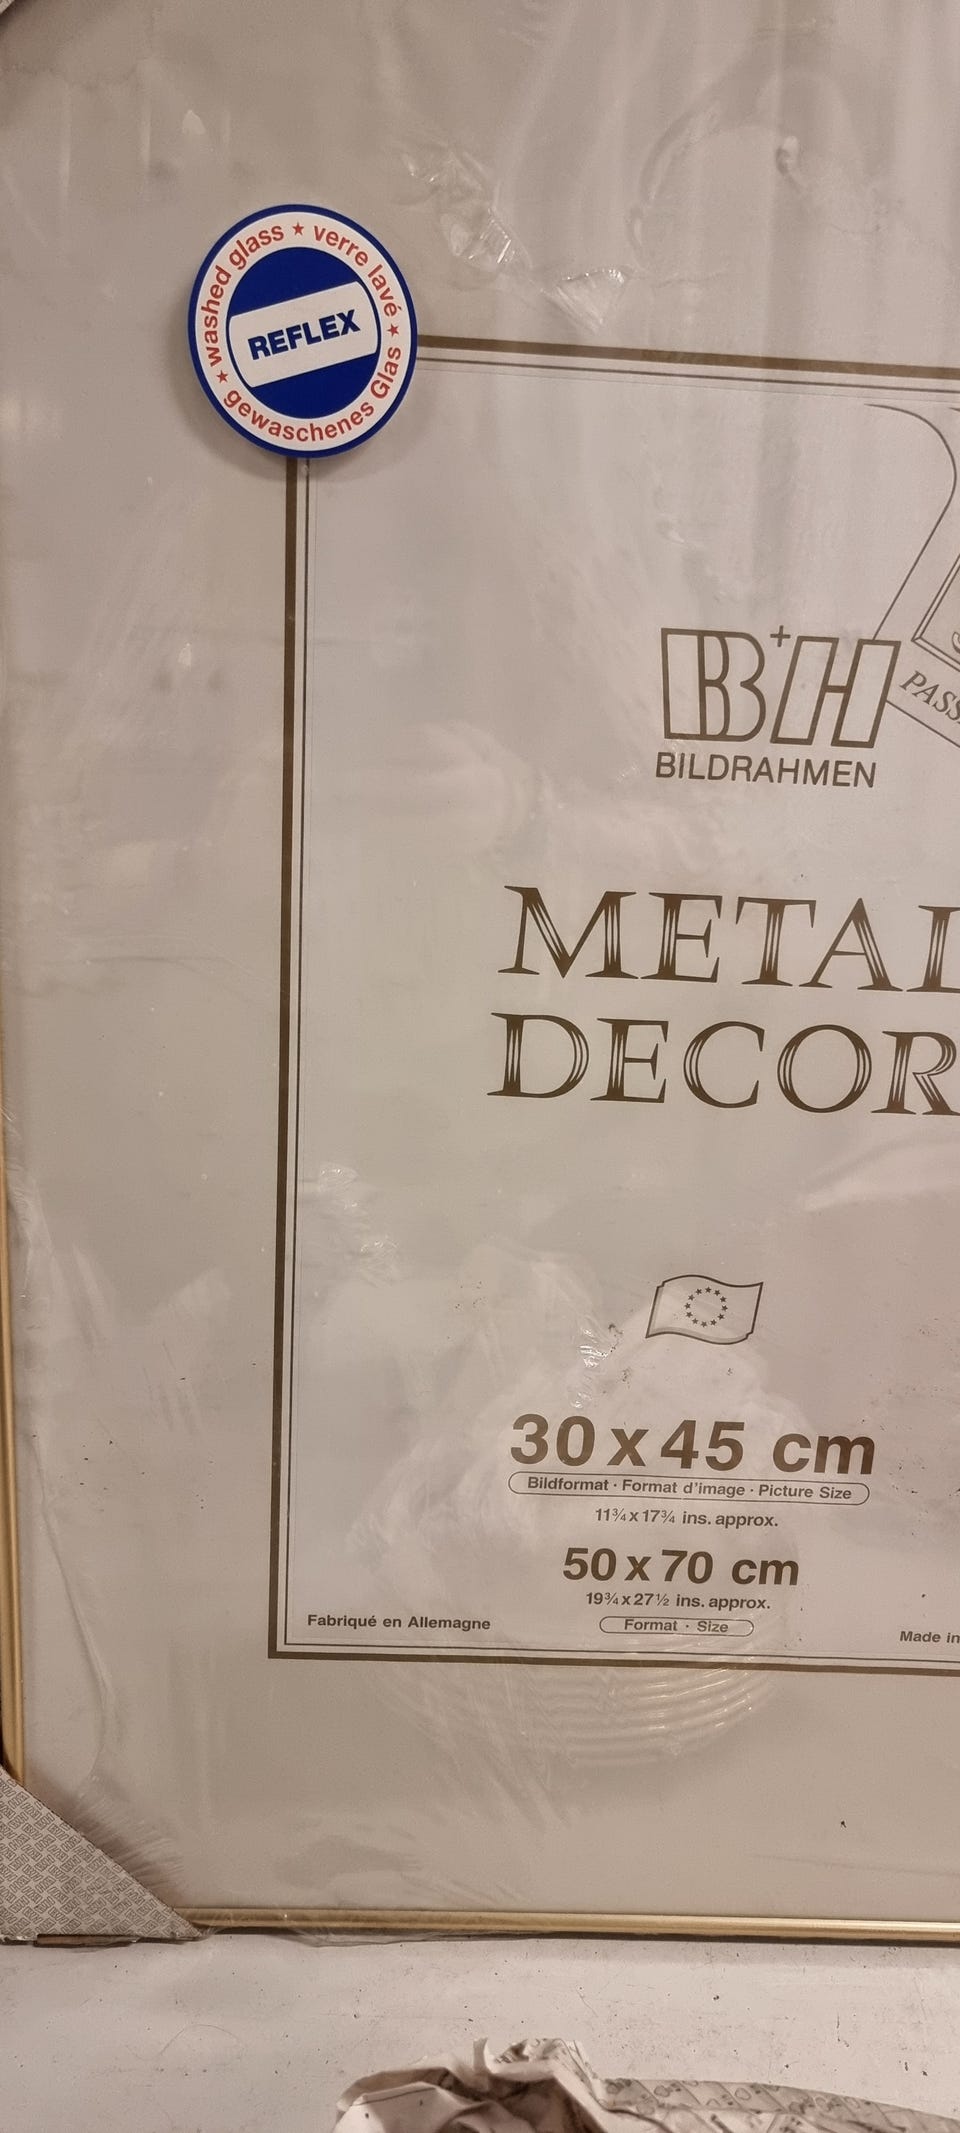 washed glass ★ verre lavé ★ gewaschenes Glas ★
REFLEX
B+H
BILDRAHMEN
METAL
DECOR
30 x 45 cm
Bildformat · Format d'image · Picture Size
11¾ x 17¾ ins. approx.
50 x 70 cm
19¾ x 27½ ins. approx.
Format · Size
Fabriqué en Allemagne
Made in